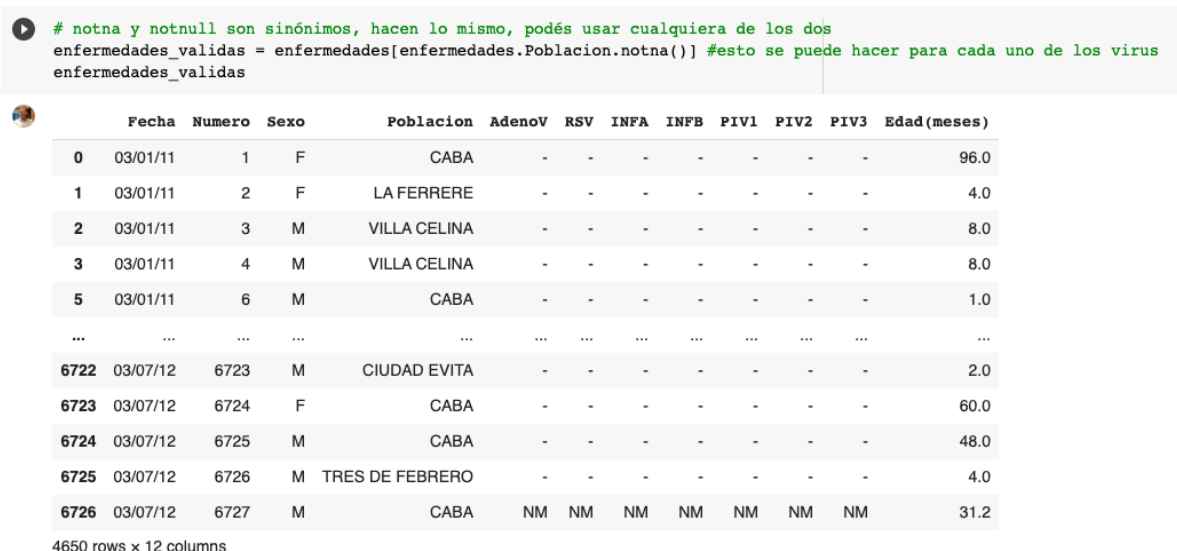 # notna y notnull son sinónimos, hacen lo mismo, podés usar cualquiera de los dos
enfermedades_validas = enfermedades[enfermedades.Poblacion.notna()] #esto se puede hacer para cada uno de los virus
enfermedades_validas
Fecha Numero Sexo Poblacion AdenoV RSV INFA INFB PIV1 PIV2 PIV3 Edad(meses)
0 03/01/11 1 F CABA - - - - - - - 96.0
1 03/01/11 2 F LA FERRERE - - - - - - - 4.0
2 03/01/11 3 M VILLA CELINA - - - - - - - 8.0
3 03/01/11 4 M VILLA CELINA - - - - - - - 8.0
5 03/01/11 6 M CABA - - - - - - - 1.0
... ... ... ... ... ... ... ... ... ... ... ... ...
6722 03/07/12 6723 M CIUDAD EVITA - - - - - - - 2.0
6723 03/07/12 6724 F CABA - - - - - - - 60.0
6724 03/07/12 6725 M CABA - - - - - - - 48.0
6725 03/07/12 6726 M TRES DE FEBRERO - - - - - - - 4.0
6726 03/07/12 6727 M CABA NM NM NM NM NM NM NM 31.2
4650 rows × 12 columns